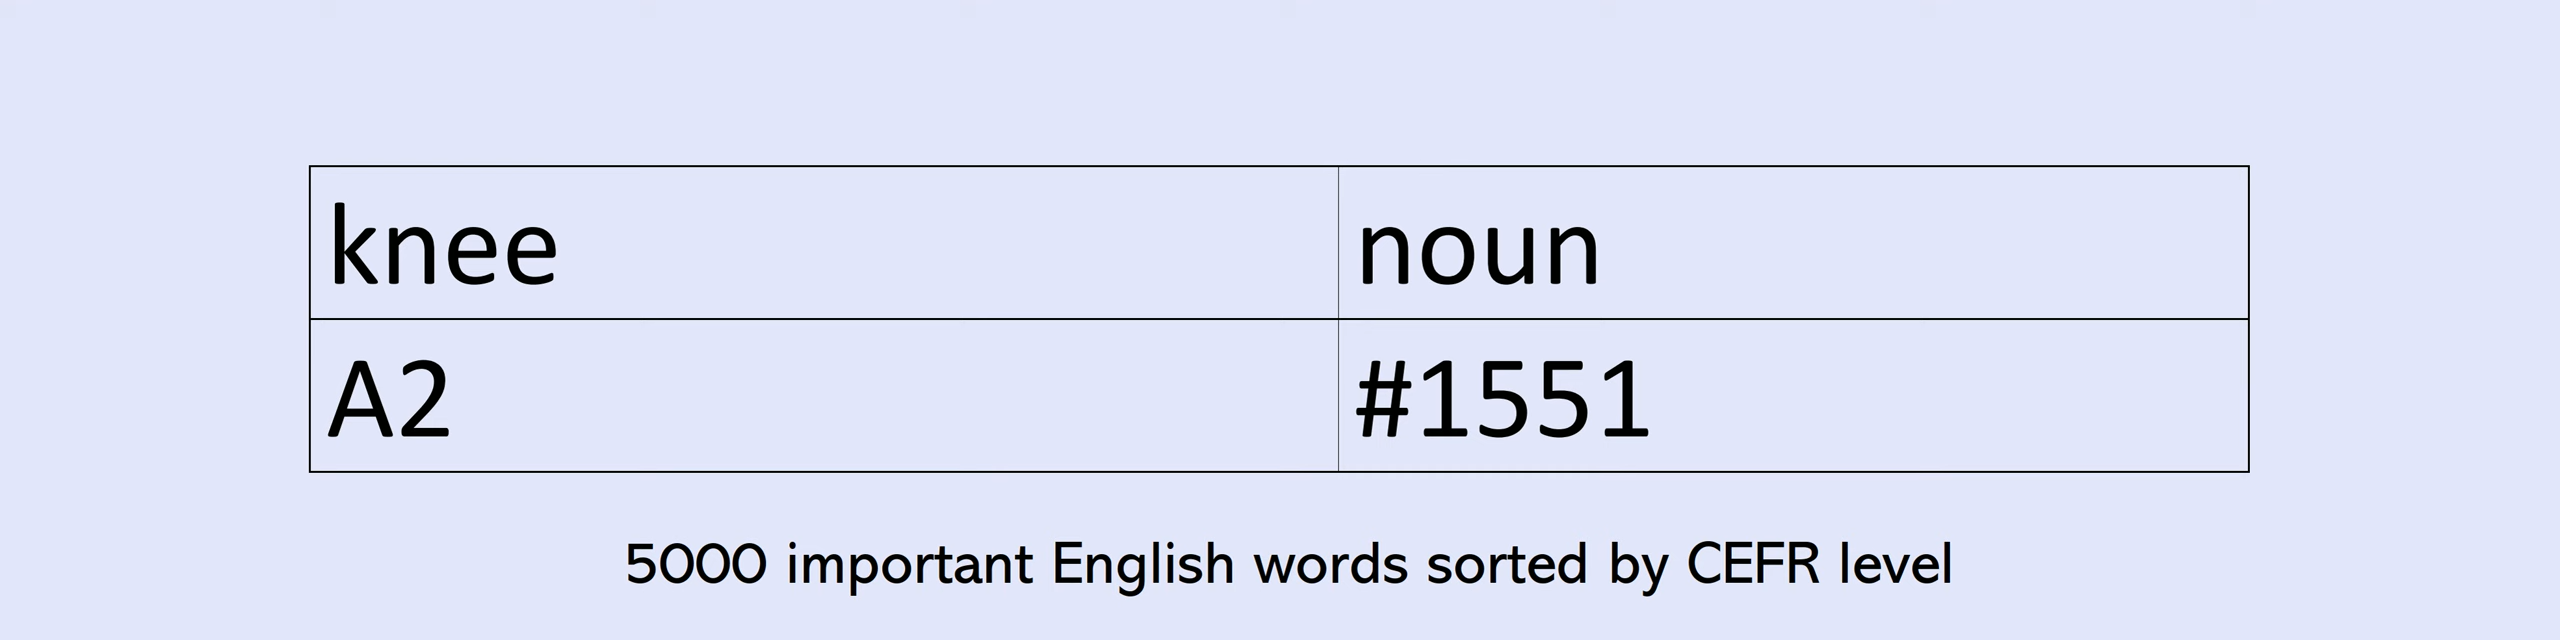 knee noun
A2 #1551
5000 important English words sorted by CEFR level